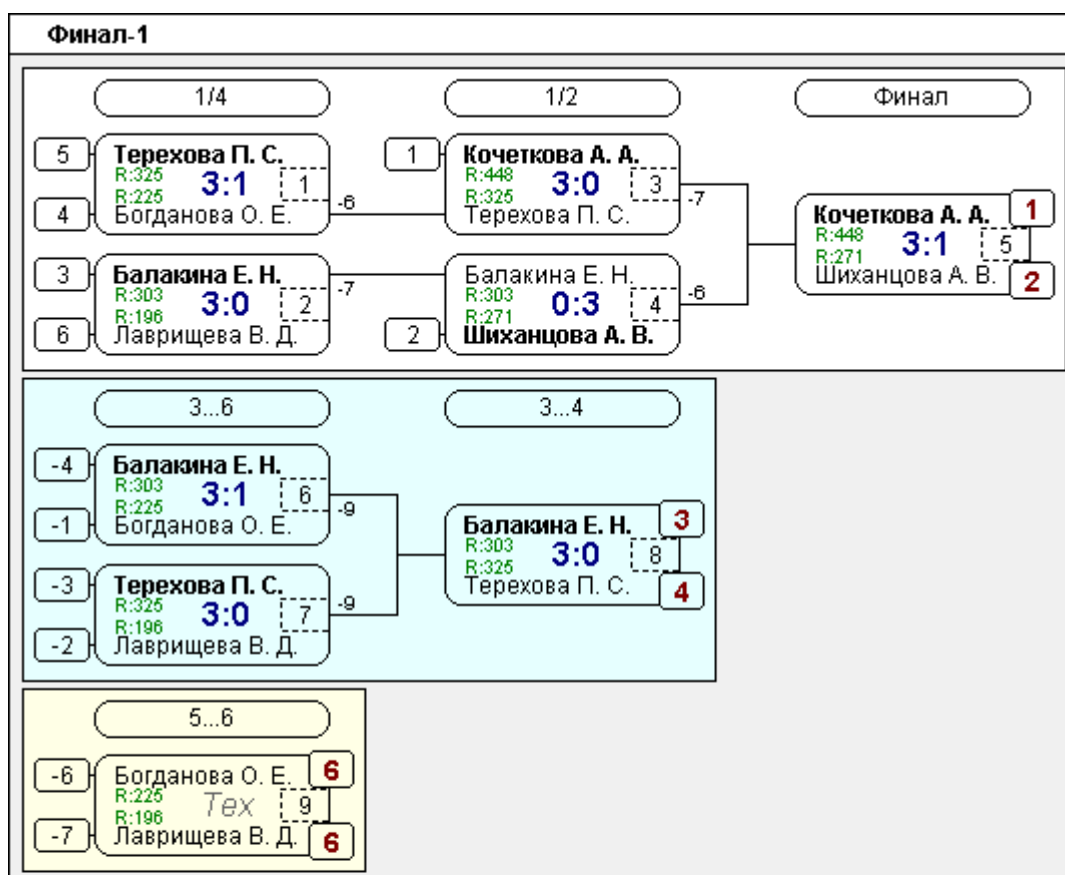 Финал-1
1/4 1/2 Финал
5 Терехова П. С. 1 Кочеткова А. А.
R:325 3:1 1 R:448 3:0 3
R:225 R:325
4 Богданова О. Е. -6 Терехова П. С. -7
Кочеткова А. А. 1
R:448 3:1 5
R:271
Шиханцова А. В. 2
3 Балакина Е. Н. Балакина Е. Н.
R:303 3:0 2 -7 R:303 0:3 4 -6
R:196 R:271
6 Лаврищева В. Д. 2 Шиханцова А. В.
3...6 3...4
-4 Балакина Е. Н.
R:303 3:1 6 -9
R:225
-1 Богданова О. Е.
Балакина Е. Н. 3
R:303 3:0 8
R:325
Терехова П. С. 4
-3 Терехова П. С.
R:325 3:0 7 -9
R:196
-2 Лаврищева В. Д.
5...6
-6 Богданова О. Е. 6
R:225 Тех 9
R:196
-7 Лаврищева В. Д. 6